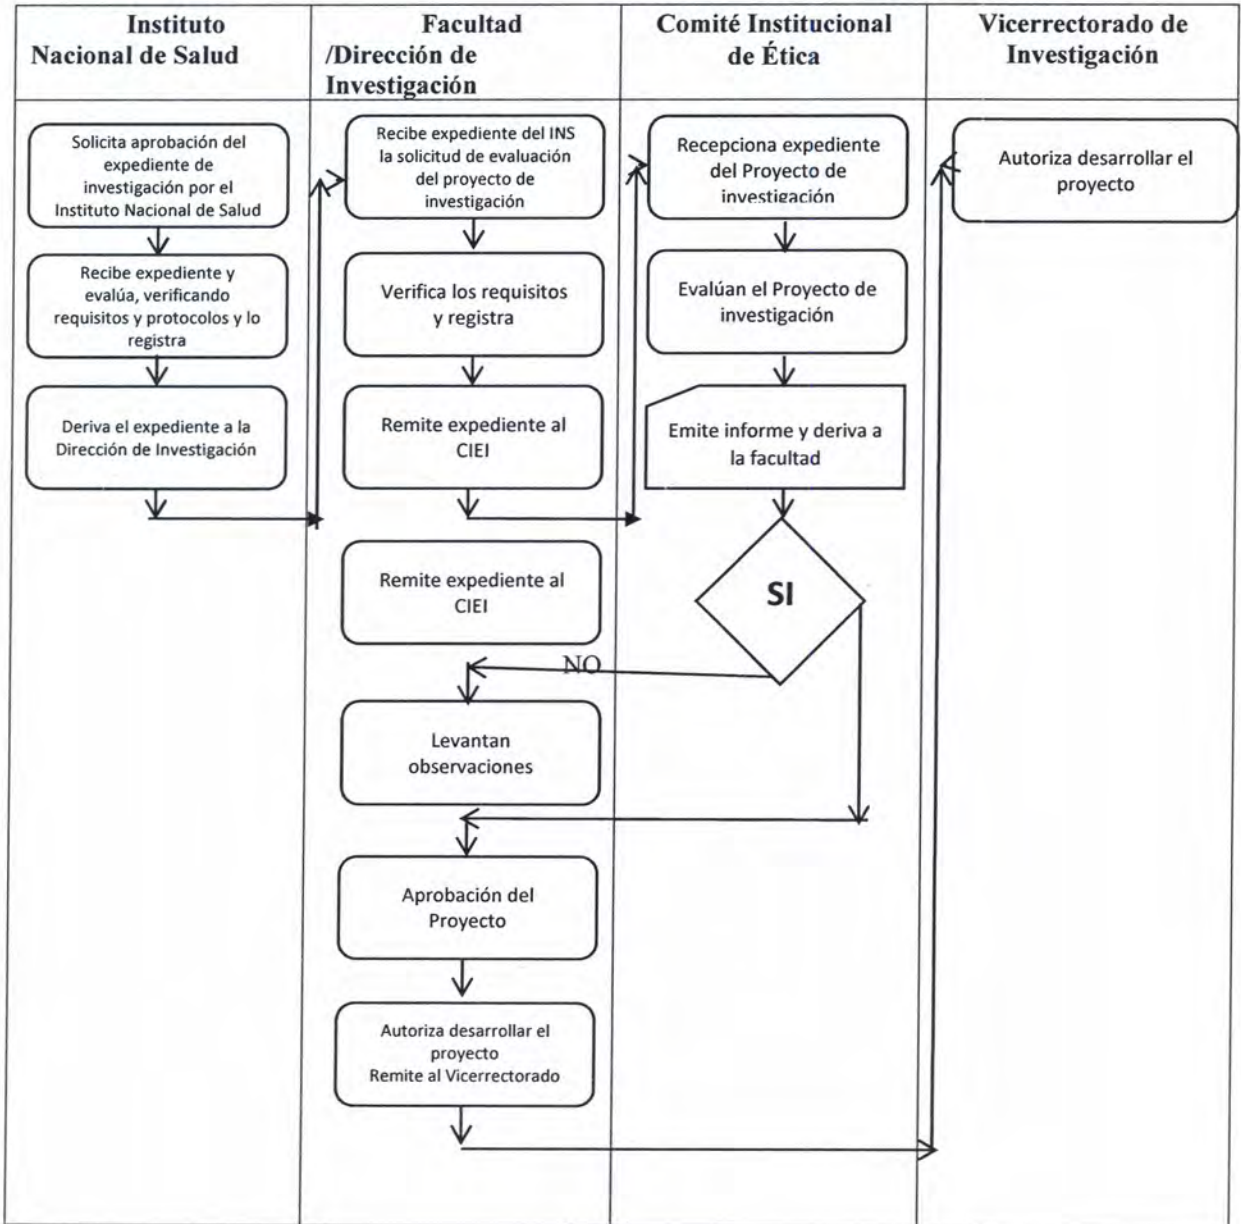 Instituto
Nacional de Salud
Facultad
/Dirección de
Investigación
Comité Institucional
de Ética
Vicerrectorado de
Investigación
Solicita aprobación del
expediente de
investigación por el
Instituto Nacional de Salud
Recibe expediente y
evalúa, verificando
requisitos y protocolos y lo
registra
Deriva el expediente a la
Dirección de Investigación
Recibe expediente del INS
la solicitud de evaluación
del proyecto de
investigación
Verifica los requisitos
y registra
Remite expediente al
CIEI
Remite expediente al
CIEI
NO
Levantan
observaciones
Aprobación del
Proyecto
Autoriza desarrollar el
proyecto
Remite al Vicerrectorado
Recepciona expediente
del Proyecto de
investigación
Evalúan el Proyecto de
investigación
Emite informe y deriva a
la facultad
SI
Autoriza desarrollar el
proyecto